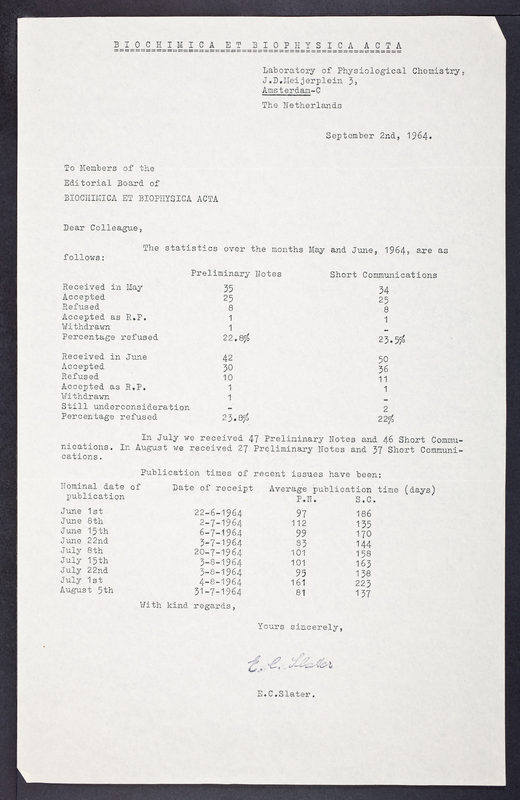 BIOCHIMICA ET BIOPHYSICA ACTA
Laboratory of Physiological Chemistry,
J.D.Meijerplein 3,
Amsterdam-C
The Netherlands
September 2nd, 1964.
To Members of the
Editorial Board of
BIOCHIMICA ET BIOPHYSICA ACTA
Dear Colleague,
The statistics over the months May and June, 1964, are as
follows:
Preliminary Notes Short Communications
Received in May 35 34
Accepted 25 25
Refused 8 8
Accepted as R.P. 1 1
Withdrawn 1 -
Percentage refused 22.8% 23.5%
Received in June 42 50
Accepted 30 36
Refused 10 11
Accepted as R.P. 1 1
Withdrawn 1 -
Still underconsideration - 2
Percentage refused 23.8% 22%
In July we received 47 Preliminary Notes and 46 Short Commu-
nications. In August we received 27 Preliminary Notes and 37 Short Communi-
cations.
Publication times of recent issues have been:
Nominal date of Date of receipt Average publication time (days)
publication P.N. S.C.
June 1st 22-6-1964 97 186
June 8th 2-7-1964 112 135
June 15th 6-7-1964 99 170
June 22nd 3-7-1964 83 144
July 8th 20-7-1964 101 158
July 15th 3-8-1964 101 163
July 22nd 3-8-1964 95 138
July 1st 4-8-1964 161 223
August 5th 31-7-1964 81 137
With kind regards,
Yours sincerely,
E. C. Slater
E.C.Slater.